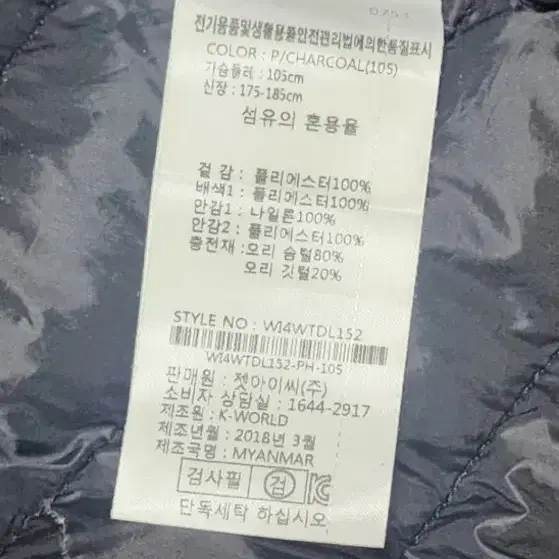 0753
전기용품및생활용품안전관리법에의한품질표시
COLOR : P/CHARCOAL(105)
가슴둘레 : 105cm
신장 : 175-185cm
섬유의 혼용율
겉 감 : 폴리에스터100%
배색1 : 폴리에스터100%
안감1 : 나일론100%
안감2 : 폴리에스터100%
충전재 : 오리 솜털80%
오리 깃털20%
STYLE NO : WI4WTDL152
WI4WTDL152-PH-105
판매원 : 젯아이씨(주)
소비자 상담실 : 1644-2917
제조원 : K-WORLD
제조년월 : 2018년 3월
제조국명 : MYANMAR
검사필 검
단독세탁 하십시오